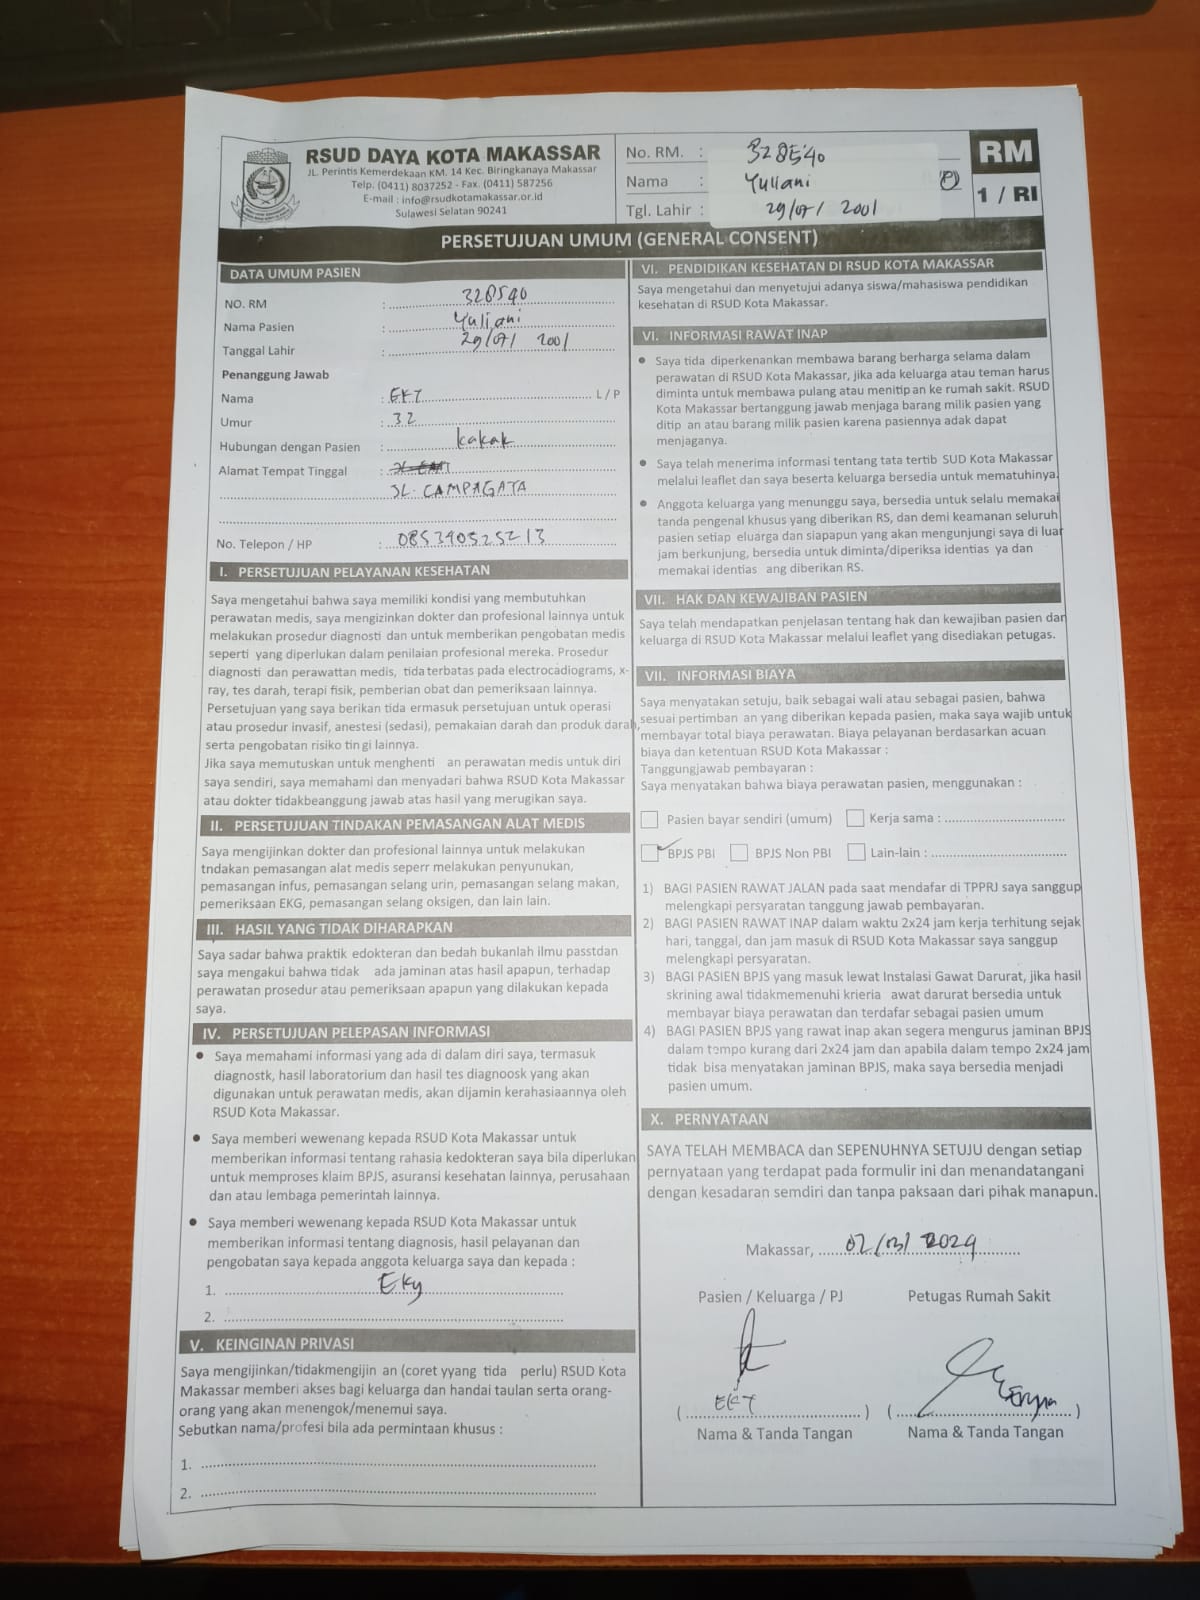 RSUD DAYA KOTA MAKASSAR
JL. Perintis Kemerdekaan KM. 14 Kec. Biringkanaya Makassar
Telp. (0411) 8037252 - Fax. (0411) 587256
E-mail : info@rsudkotamakassar.or.id
Sulawesi Selatan 90241
No. RM. : 328540
Nama : Yuliani (P)
Tgl. Lahir : 29/07/ 2001
RM
1 / RI
PERSETUJUAN UMUM (GENERAL CONSENT)
DATA UMUM PASIEN
NO. RM : 328540
Nama Pasien : Yuliani
Tanggal Lahir : 29/07/ 2001
Penanggung Jawab
Nama : EKY L / P
Umur : 32
Hubungan dengan Pasien : kakak
Alamat Tempat Tinggal :
JL. CAMPAGATA
No. Telepon / HP : 085390525213
I. PERSETUJUAN PELAYANAN KESEHATAN
Saya mengetahui bahwa saya memiliki kondisi yang membutuhkan
perawatan medis, saya mengizinkan dokter dan profesional lainnya untuk
melakukan prosedur diagnosti dan untuk memberikan pengobatan medis
seperti yang diperlukan dalam penilaian profesional mereka. Prosedur
diagnosti dan perawattan medis, tida terbatas pada electrocadiograms, x-
ray, tes darah, terapi fisik, pemberian obat dan pemeriksaan lainnya.
Persetujuan yang saya berikan tida ermasuk persetujuan untuk operasi
atau prosedur invasif, anestesi (sedasi), pemakaian darah dan produk darah,
serta pengobatan risiko tin gi lainnya.
Jika saya memutuskan untuk menghenti an perawatan medis untuk diri
saya sendiri, saya memahami dan menyadari bahwa RSUD Kota Makassar
atau dokter tidakbeanggung jawab atas hasil yang merugikan saya.
II. PERSETUJUAN TINDAKAN PEMASANGAN ALAT MEDIS
Saya mengijinkan dokter dan profesional lainnya untuk melakukan
tndakan pemasangan alat medis seperr melakukan penyunukan,
pemasangan infus, pemasangan selang urin, pemasangan selang makan,
pemeriksaan EKG, pemasangan selang oksigen, dan lain lain.
III. HASIL YANG TIDAK DIHARAPKAN
Saya sadar bahwa praktik edokteran dan bedah bukanlah ilmu passtdan
saya mengakui bahwa tidak ada jaminan atas hasil apapun, terhadap
perawatan prosedur atau pemeriksaan apapun yang dilakukan kepada
saya.
IV. PERSETUJUAN PELEPASAN INFORMASI
● Saya memahami informasi yang ada di dalam diri saya, termasuk
diagnostk, hasil laboratorium dan hasil tes diagnoosk yang akan
digunakan untuk perawatan medis, akan dijamin kerahasiaannya oleh
RSUD Kota Makassar.
● Saya memberi wewenang kepada RSUD Kota Makassar untuk
memberikan informasi tentang rahasia kedokteran saya bila diperlukan
untuk memproses klaim BPJS, asuransi kesehatan lainnya, perusahaan
dan atau lembaga pemerintah lainnya.
● Saya memberi wewenang kepada RSUD Kota Makassar untuk
memberikan informasi tentang diagnosis, hasil pelayanan dan
pengobatan saya kepada anggota keluarga saya dan kepada :
1. Eky
2.
V. KEINGINAN PRIVASI
Saya mengijinkan/tidakmengijin an (coret yyang tida perlu) RSUD Kota
Makassar memberi akses bagi keluarga dan handai taulan serta orang-
orang yang akan menengok/menemui saya.
Sebutkan nama/profesi bila ada permintaan khusus :
1.
2.
VI. PENDIDIKAN KESEHATAN DI RSUD KOTA MAKASSAR
Saya mengetahui dan menyetujui adanya siswa/mahasiswa pendidikan
kesehatan di RSUD Kota Makassar.
VI. INFORMASI RAWAT INAP
● Saya tida diperkenankan membawa barang berharga selama dalam
perawatan di RSUD Kota Makassar, jika ada keluarga atau teman harus
diminta untuk membawa pulang atau menitip an ke rumah sakit. RSUD
Kota Makassar bertanggung jawab menjaga barang milik pasien yang
ditip an atau barang milik pasien karena pasiennya adak dapat
menjaganya.
● Saya telah menerima informasi tentang tata tertib SUD Kota Makassar
melalui leaflet dan saya beserta keluarga bersedia untuk mematuhinya.
● Anggota keluarga yang menunggu saya, bersedia untuk selalu memakai
tanda pengenal khusus yang diberikan RS, dan demi keamanan seluruh
pasien setiap eluarga dan siapapun yang akan mengunjungi saya di luar
jam berkunjung, bersedia untuk diminta/diperiksa identias ya dan
memakai identias ang diberikan RS.
VII. HAK DAN KEWAJIBAN PASIEN
Saya telah mendapatkan penjelasan tentang hak dan kewajiban pasien dan
keluarga di RSUD Kota Makassar melalui leaflet yang disediakan petugas.
VII. INFORMASI BIAYA
Saya menyatakan setuju, baik sebagai wali atau sebagai pasien, bahwa
sesuai pertimban an yang diberikan kepada pasien, maka saya wajib untuk
membayar total biaya perawatan. Biaya pelayanan berdasarkan acuan
biaya dan ketentuan RSUD Kota Makassar :
Tanggungjawab pembayaran :
Saya menyatakan bahwa biaya perawatan pasien, menggunakan :
Pasien bayar sendiri (umum) Kerja sama :
BPJS PBI BPJS Non PBI Lain-lain :
1) BAGI PASIEN RAWAT JALAN pada saat mendafar di TPPRJ saya sanggup
melengkapi persyaratan tanggung jawab pembayaran.
2) BAGI PASIEN RAWAT INAP dalam waktu 2x24 jam kerja terhitung sejak
hari, tanggal, dan jam masuk di RSUD Kota Makassar saya sanggup
melengkapi persyaratan.
3) BAGI PASIEN BPJS yang masuk lewat Instalasi Gawat Darurat, jika hasil
skrining awal tidakmemenuhi krieria awat darurat bersedia untuk
membayar biaya perawatan dan terdafar sebagai pasien umum
4) BAGI PASIEN BPJS yang rawat inap akan segera mengurus jaminan BPJS
dalam tempo kurang dari 2x24 jam dan apabila dalam tempo 2x24 jam
tidak bisa menyatakan jaminan BPJS, maka saya bersedia menjadi
pasien umum.
X. PERNYATAAN
SAYA TELAH MEMBACA dan SEPENUHNYA SETUJU dengan setiap
pernyataan yang terdapat pada formulir ini dan menandatangani
dengan kesadaran semdiri dan tanpa paksaan dari pihak manapun.
Makassar, 02/03/ 2024
Pasien / Keluarga / PJ Petugas Rumah Sakit
( EKY ) ( )
Nama & Tanda Tangan Nama & Tanda Tangan